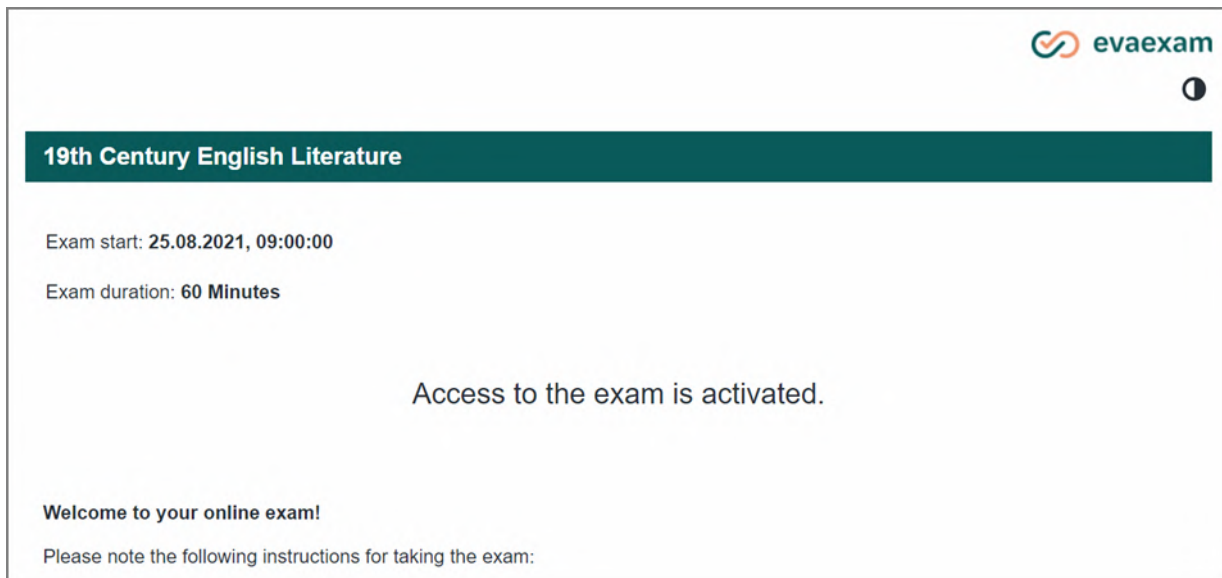 evaexam
19th Century English Literature
Exam start: 25.08.2021, 09:00:00
Exam duration: 60 Minutes
Access to the exam is activated.
Welcome to your online exam!
Please note the following instructions for taking the exam: